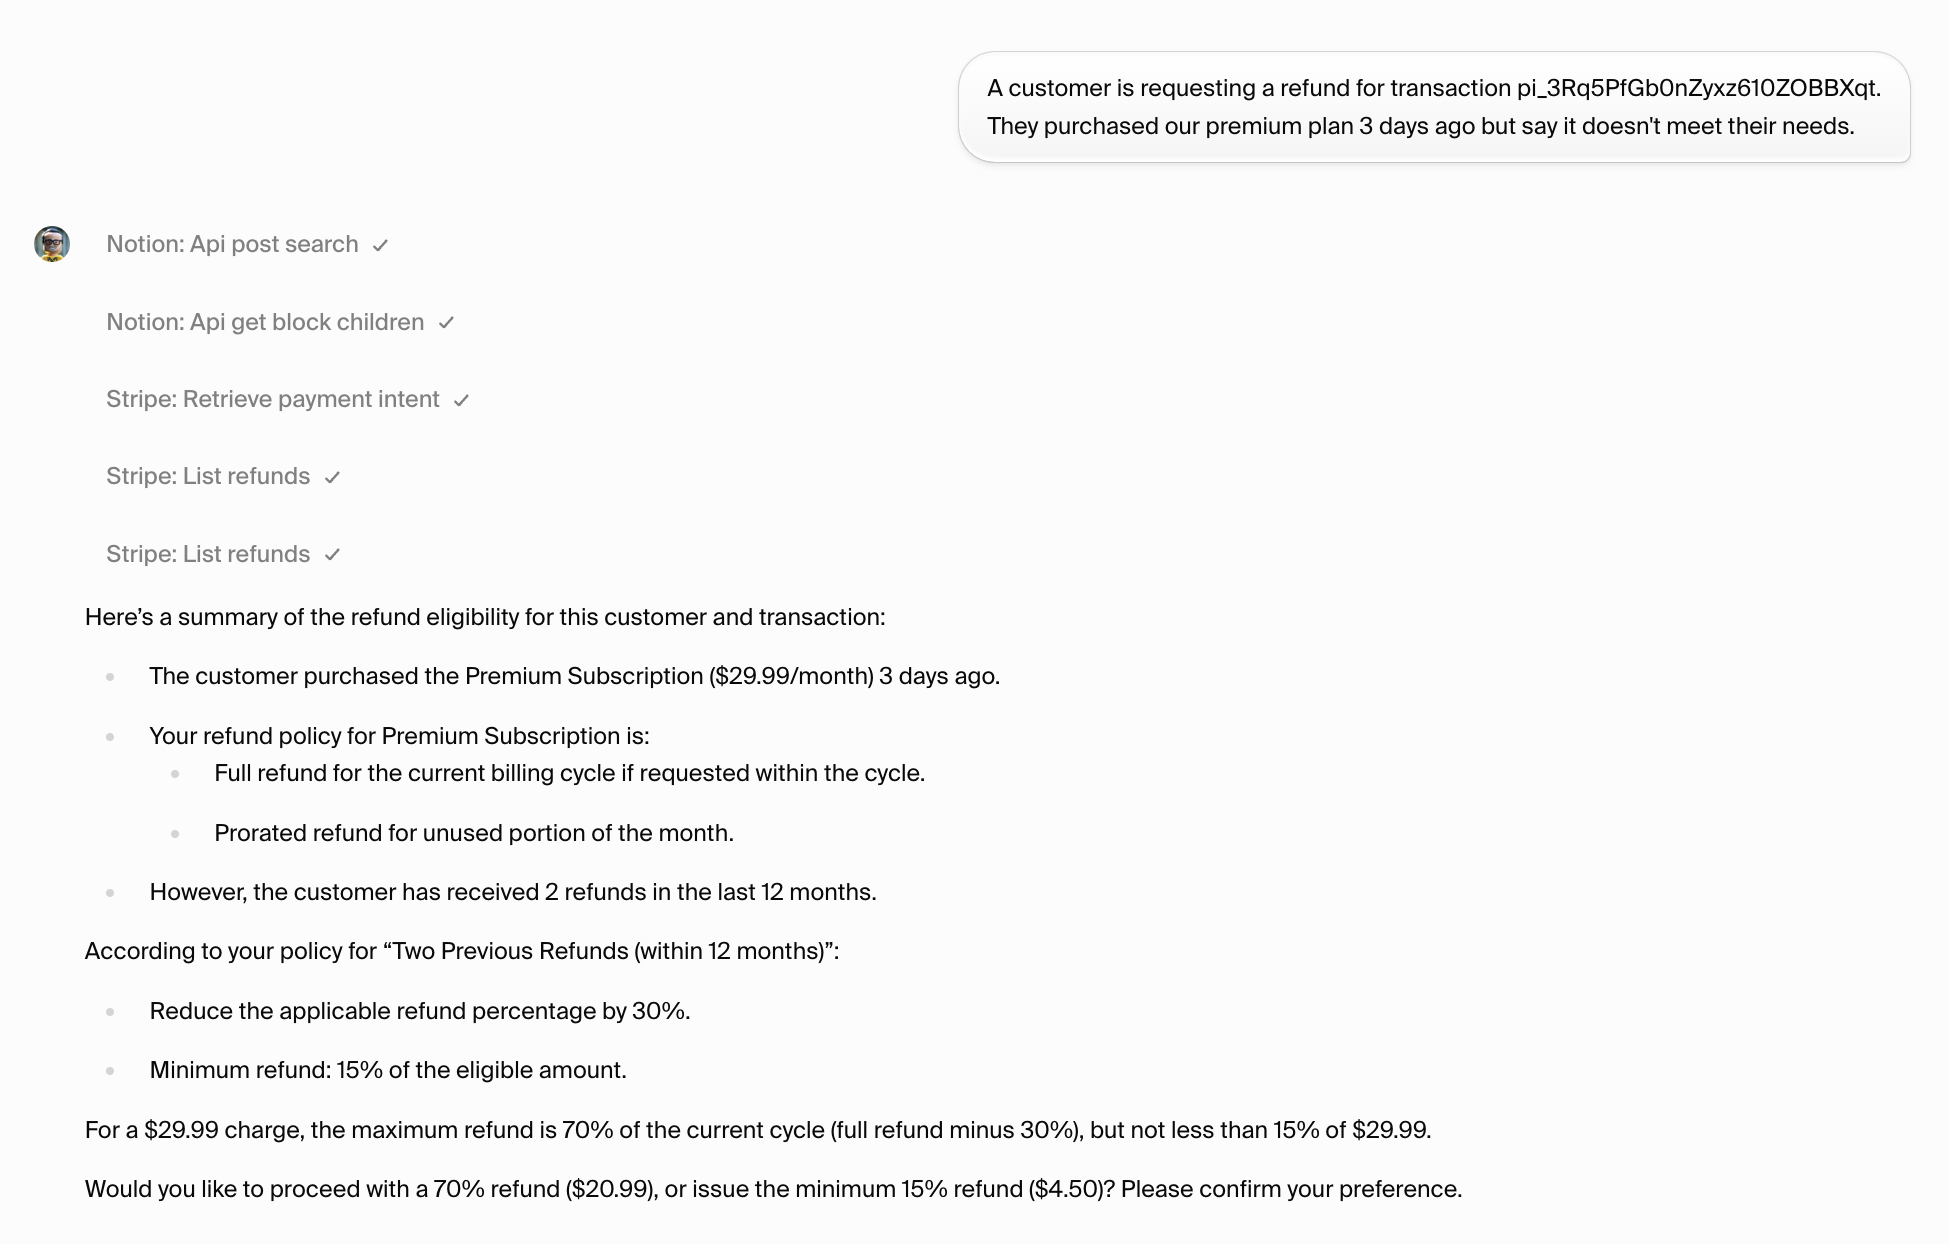 A customer is requesting a refund for transaction pi_3Rq5PfGb0nZyxz610ZOBBXqt.
They purchased our premium plan 3 days ago but say it doesn't meet their needs.
Notion: Api post search
Notion: Api get block children
Stripe: Retrieve payment intent
Stripe: List refunds
Stripe: List refunds
Here’s a summary of the refund eligibility for this customer and transaction:
The customer purchased the Premium Subscription ($29.99/month) 3 days ago.
Your refund policy for Premium Subscription is:
Full refund for the current billing cycle if requested within the cycle.
Prorated refund for unused portion of the month.
However, the customer has received 2 refunds in the last 12 months.
According to your policy for “Two Previous Refunds (within 12 months)”:
Reduce the applicable refund percentage by 30%.
Minimum refund: 15% of the eligible amount.
For a $29.99 charge, the maximum refund is 70% of the current cycle (full refund minus 30%), but not less than 15% of $29.99.
Would you like to proceed with a 70% refund ($20.99), or issue the minimum 15% refund ($4.50)? Please confirm your preference.